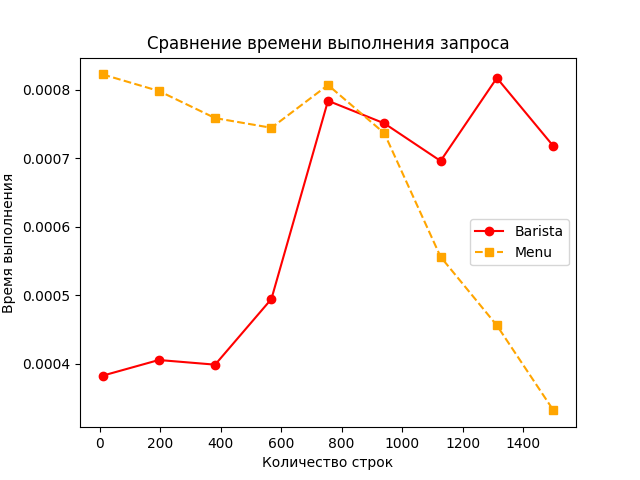 Сравнение времени выполнения запроса
Время выполнения
0.0008
0.0007
0.0006
0.0005
0.0004
Barista
Menu
0 200 400 600 800 1000 1200 1400
Количество строк